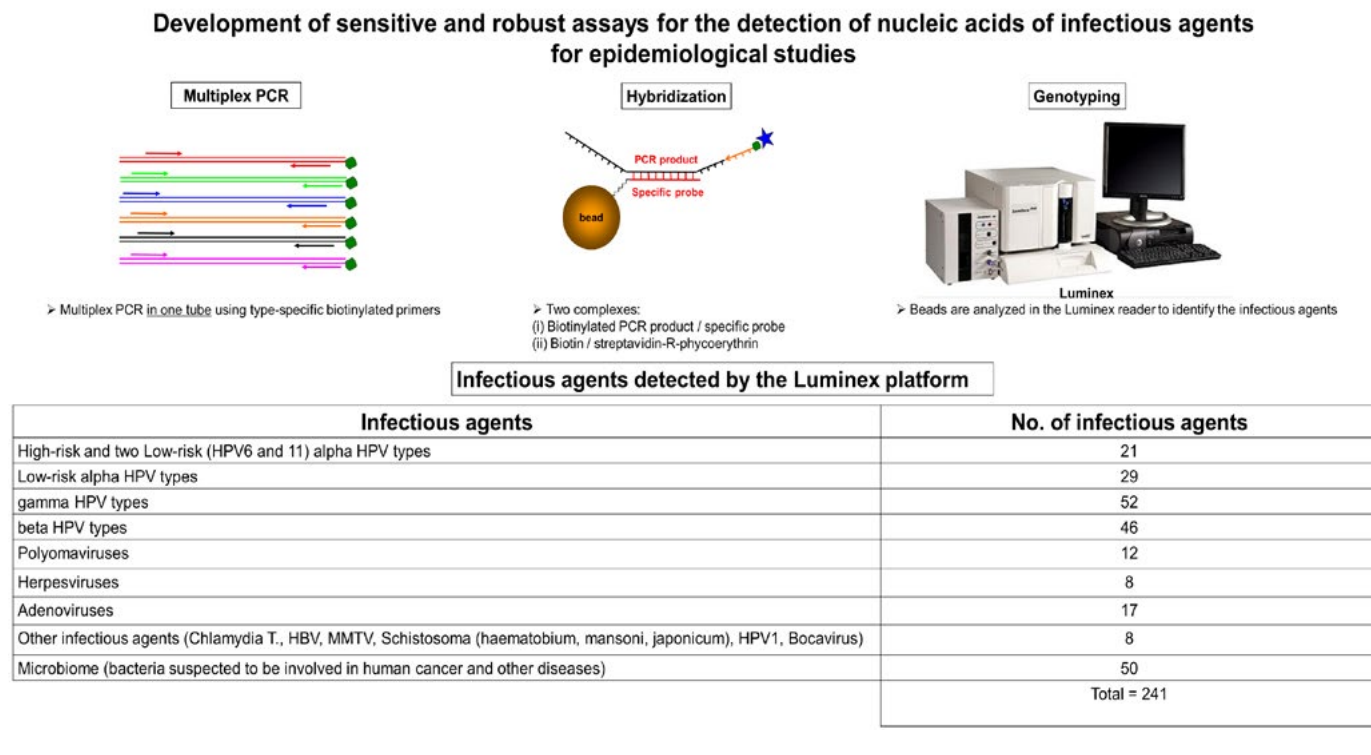 Development of sensitive and robust assays for the detection of nucleic acids of infectious agents
for epidemiological studies
Multiplex PCR
Hybridization
Genotyping
PCR product
Specific probe
bead
Luminex
➢ Multiplex PCR in one tube using type-specific biotinylated primers
➢ Two complexes:
(i) Biotinylated PCR product / specific probe
(ii) Biotin / streptavidin-R-phycoerythrin
➢ Beads are analyzed in the Luminex reader to identify the infectious agents
Infectious agents detected by the Luminex platform
Infectious agents No. of infectious agents
High-risk and two Low-risk (HPV6 and 11) alpha HPV types 21
Low-risk alpha HPV types 29
gamma HPV types 52
beta HPV types 46
Polyomaviruses 12
Herpesviruses 8
Adenoviruses 17
Other infectious agents (Chlamydia T., HBV, MMTV, Schistosoma (haematobium, mansoni, japonicum), HPV1, Bocavirus) 8
Microbiome (bacteria suspected to be involved in human cancer and other diseases) 50
Total = 241